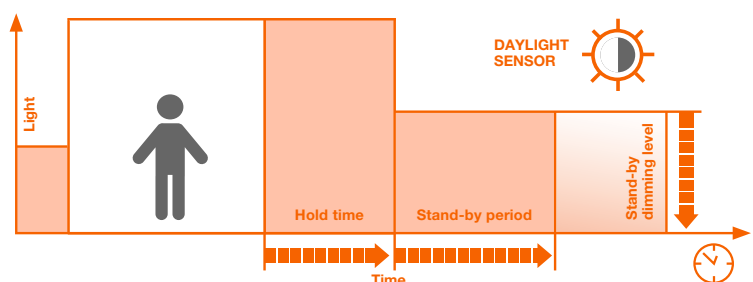 DAYLIGHT
SENSOR
Light
Hold time
Stand-by period
Stand-by
dimming level
Time